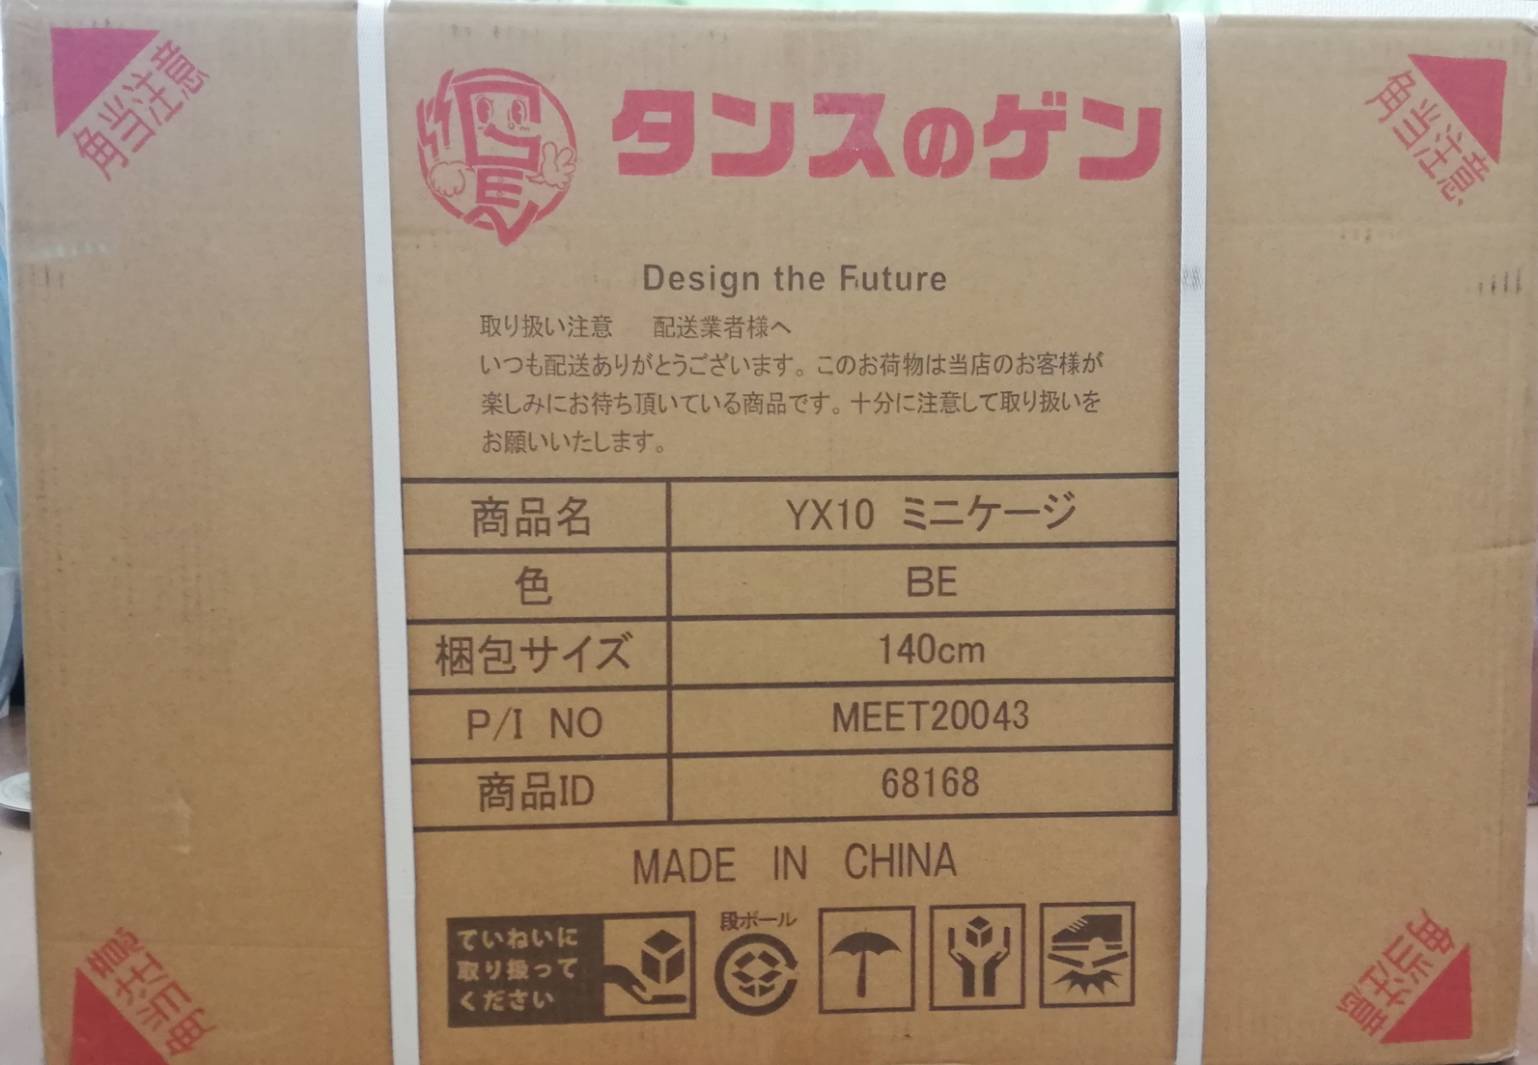 角当注意
角当注意
GEN
タンスのゲン
Design the Future
取り扱い注意　配送業者様へ
いつも配送ありがとうございます。このお荷物は当店のお客様が
楽しみにお待ち頂いている商品です。十分に注意して取り扱いを
お願いいたします。
商品名 YX10 ミニケージ
色 BE
梱包サイズ 140cm
P/I NO MEET20043
商品ID 68168
MADE IN CHINA
ていねいに
取り扱って
ください
段ボール
角当注意
角当注意